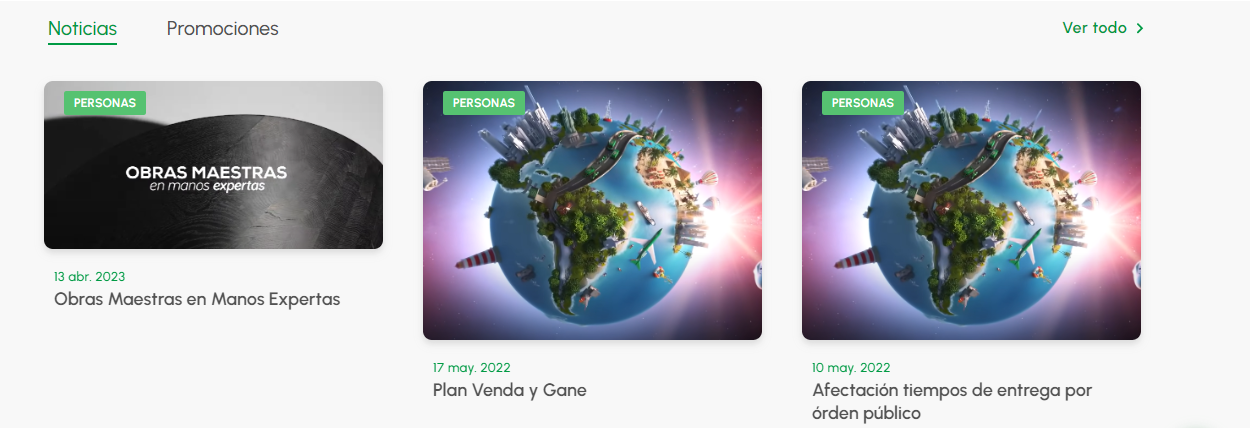 Noticias
Promociones
Ver todo
PERSONAS
OBRAS MAESTRAS
en manos expertas
13 abr. 2023
Obras Maestras en Manos Expertas
PERSONAS
17 may. 2022
Plan Venda y Gane
PERSONAS
10 may. 2022
Afectación tiempos de entrega por
órden público